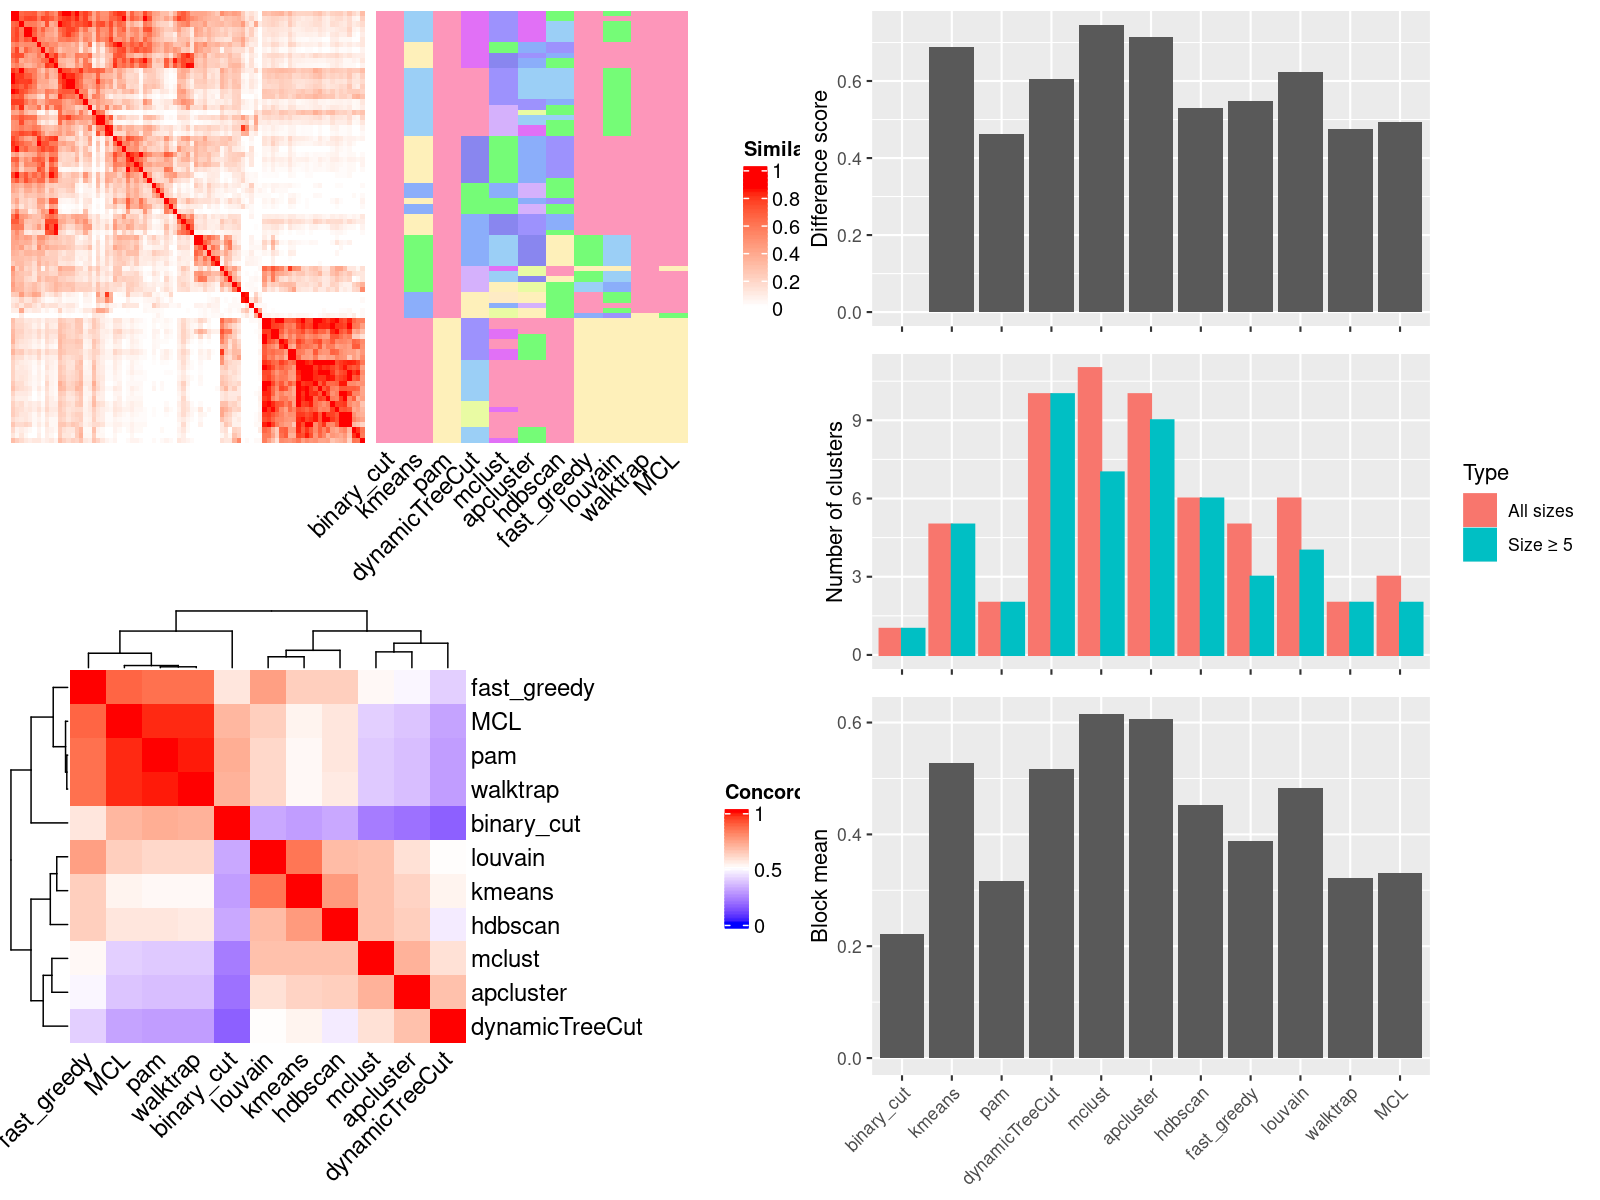 Simila
1
0.8
0.6
0.4
0.2
0
binary_cut
kmeans
pam
dynamicTreeCut
mclust
apcluster
hdbscan
fast_greedy
louvain
walktrap
MCL
fast_greedy
MCL
pam
walktrap
binary_cut
louvain
kmeans
hdbscan
mclust
apcluster
dynamicTreeCut
fast_greedy
MCL
pam
walktrap
binary_cut
louvain
kmeans
hdbscan
mclust
apcluster
dynamicTreeCut
Concord
1
0.5
0
Difference score
0.6
0.4
0.2
0.0
Number of clusters
9
6
3
0
Type
All sizes
Size ≥ 5
Block mean
0.6
0.4
0.2
0.0
binary_cut
kmeans
pam
dynamicTreeCut
mclust
apcluster
hdbscan
fast_greedy
louvain
walktrap
MCL